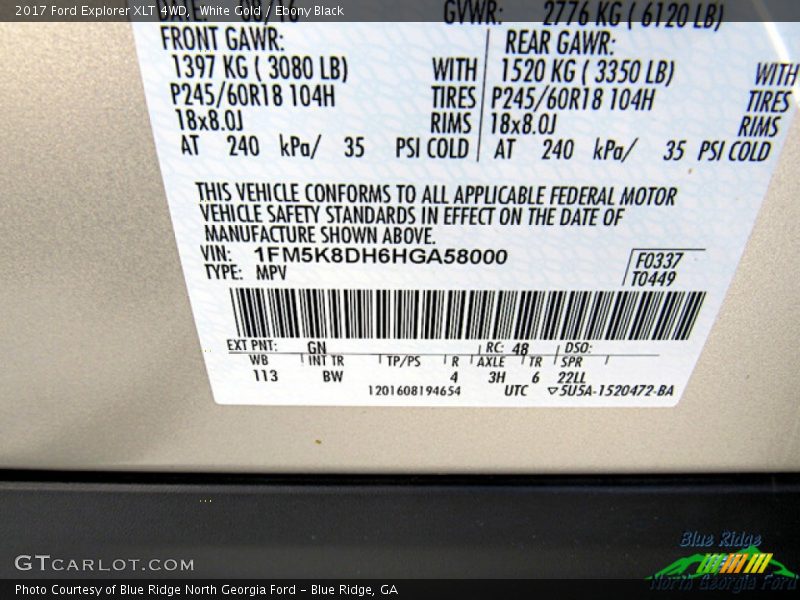 2017 Ford Explorer XLT 4WD, White Gold / Ebony Black
GVWR: 2776 KG ( 6120 LB)
FRONT GAWR: REAR GAWR:
1397 KG ( 3080 LB) WITH 1520 KG ( 3350 LB) WITH
P245/60R18 104H TIRES P245/60R18 104H TIRES
18x8.0J RIMS 18x8.0J RIMS
AT 240 kPa/ 35 PSI COLD AT 240 kPa/ 35 PSI COLD
THIS VEHICLE CONFORMS TO ALL APPLICABLE FEDERAL MOTOR
VEHICLE SAFETY STANDARDS IN EFFECT ON THE DATE OF
MANUFACTURE SHOWN ABOVE.
VIN: 1FM5K8DH6HGA58000 F0337
TYPE: MPV T0449
EXT PNT: GN RC: 48 DSO:
WB INT TR TP/PS R AXLE TR SPR
113 BW 4 3H 6 22LL
1201608194654 UTC ▽5U5A-1520472-BA
Blue Ridge
North Georgia Ford
GTCARLOT.COM
Photo Courtesy of Blue Ridge North Georgia Ford - Blue Ridge, GA